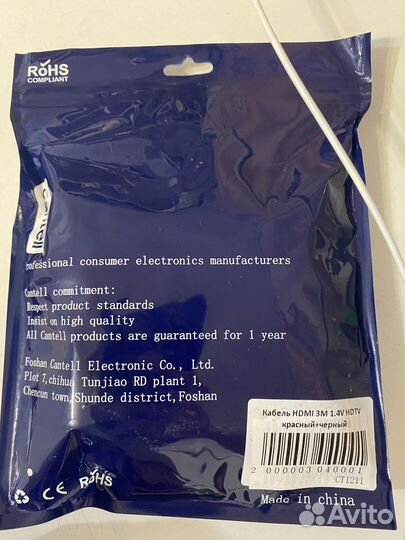 RoHS
COMPLIANT
Professional consumer electronics manufacturers
Cantell commitment:
Respect product standards
Insist on high quality
All Cantell products are guaranteed for 1 year
Foshan Cantell Electronic Co., Ltd.
Plot 7,chihua Tunjiao RD plant 1,
Chencun town,Shunde district,Foshan
Кабель HDMI 3M 1.4V HDTV
красный+черный
2 000003 040001
CT1211
CE RoHS
Made in china
Avito